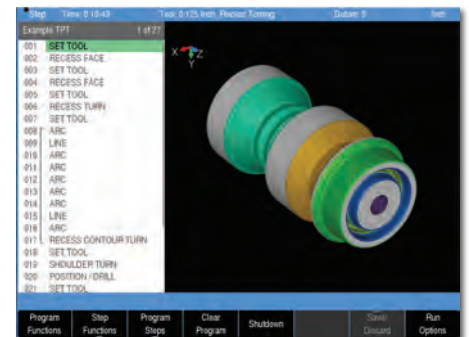 Step Time: 0:10:43 Tool: 0.125 Inch, Recess Turning Datum: 0 Inch
Example TPT 1 of 27
001 SET TOOL
002 RECESS FACE
003 SET TOOL
004 RECESS FACE
005 SET TOOL
006 RECESS TURN
007 SET TOOL
008 ARC
009 LINE
010 ARC
011 ARC
012 ARC
013 ARC
014 ARC
015 LINE
016 ARC
017 RECESS CONTOUR TURN
018 SET TOOL
019 SHOULDER TURN
020 POSITION / DRILL
021 SET TOOL
X Z
Y
Program Functions
Step Functions
Program Steps
Clear Program
Shutdown
Save/ Discard
Run Options